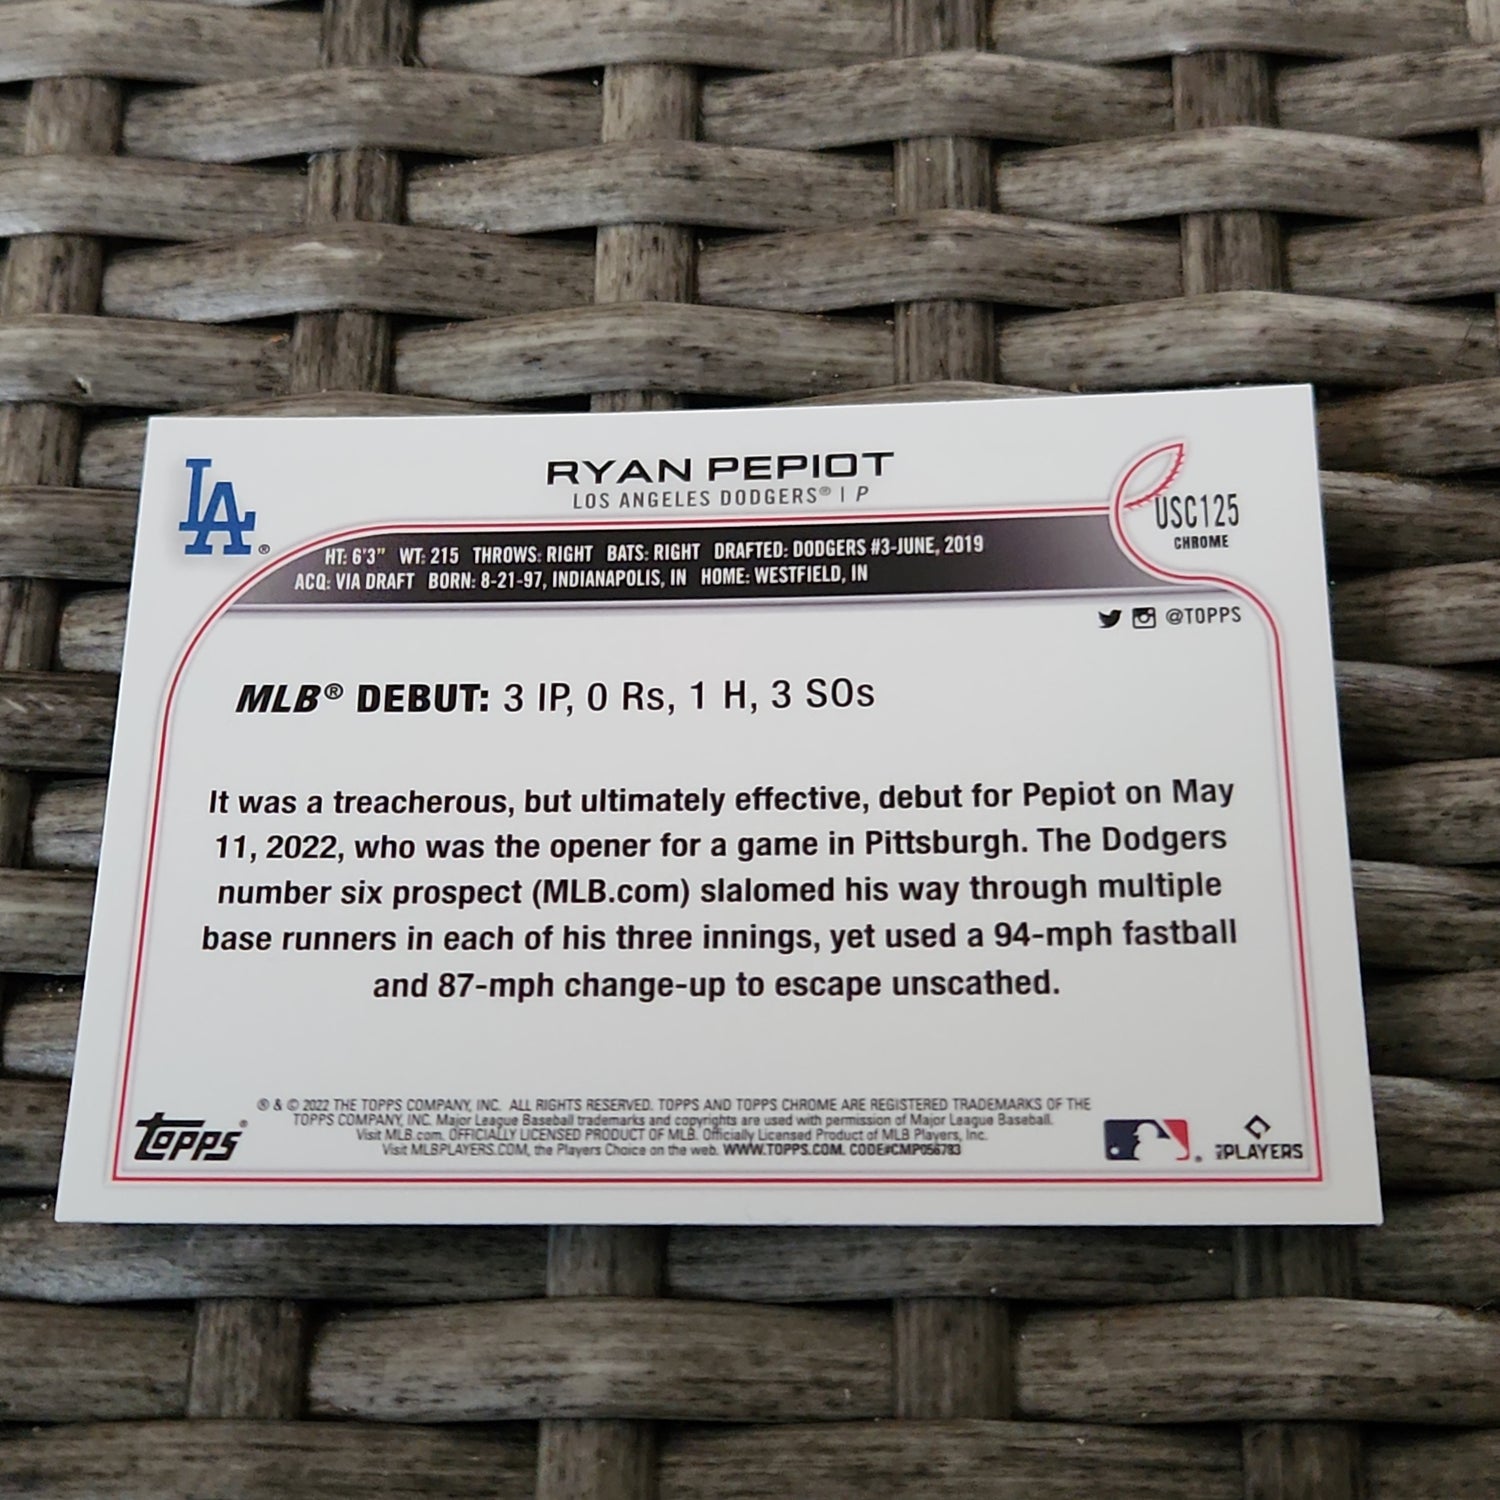 LA®
RYAN PEPIOT
LOS ANGELES DODGERS® | P
USC125
CHROME
HT: 6'3" WT: 215 THROWS: RIGHT BATS: RIGHT DRAFTED: DODGERS #3-JUNE, 2019
ACQ: VIA DRAFT BORN: 8-21-97, INDIANAPOLIS, IN HOME: WESTFIELD, IN
@TOPPS
MLB® DEBUT: 3 IP, 0 Rs, 1 H, 3 SOs
It was a treacherous, but ultimately effective, debut for Pepiot on May
11, 2022, who was the opener for a game in Pittsburgh. The Dodgers
number six prospect (MLB.com) slalomed his way through multiple
base runners in each of his three innings, yet used a 94-mph fastball
and 87-mph change-up to escape unscathed.
® & © 2022 THE TOPPS COMPANY, INC. ALL RIGHTS RESERVED. TOPPS AND TOPPS CHROME ARE REGISTERED TRADEMARKS OF THE
TOPPS COMPANY, INC. Major League Baseball trademarks and copyrights are used with permission of Major League Baseball.
Visit MLB.com. OFFICIALLY LICENSED PRODUCT OF MLB. Officially Licensed Product of MLB Players, Inc.
Visit MLBPLAYERS.COM, the Players Choice on the web. WWW.TOPPS.COM. CODE#CMP056783
Topps®
PLAYERS